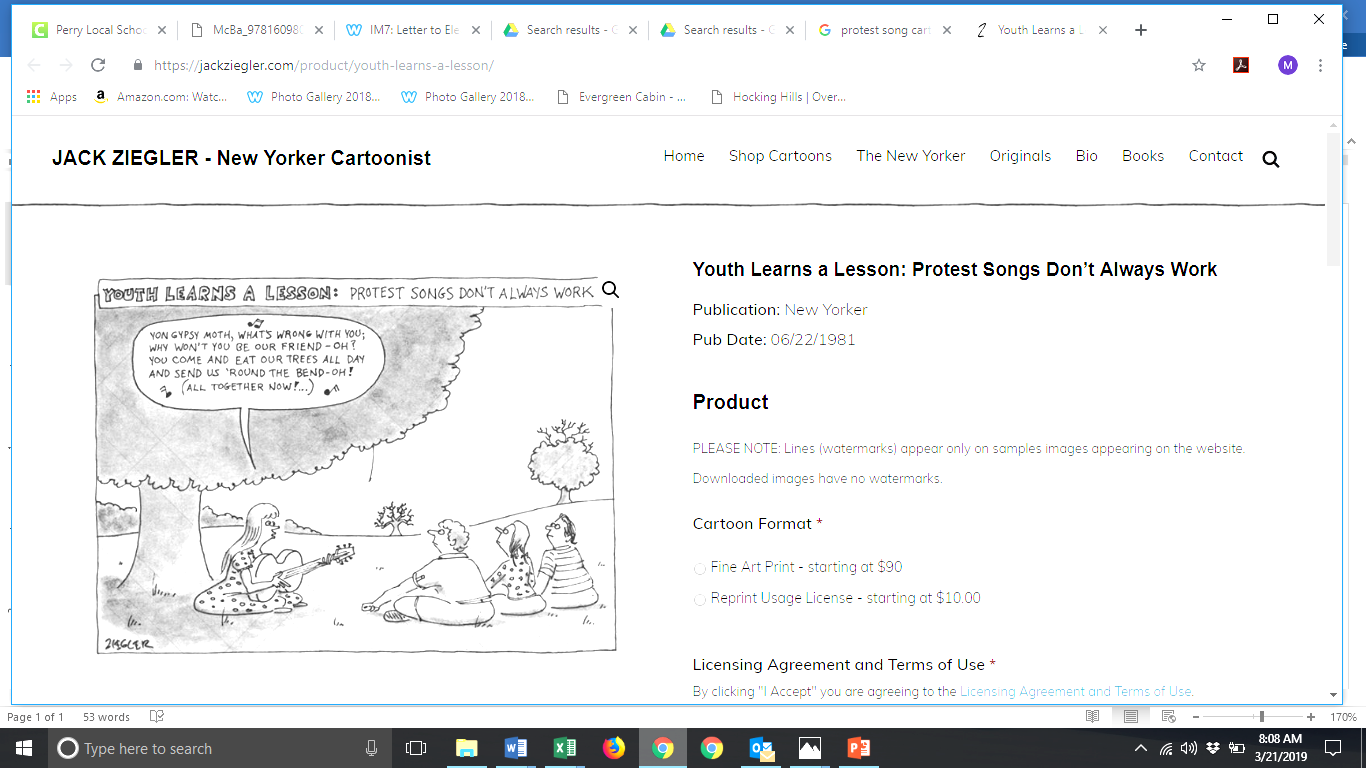 Perry Local Schoo
McBa_978160988
IM7: Letter to Ele
Search results - G
Search results - G
protest song cart
Youth Learns a L
https://jackziegler.com/product/youth-learns-a-lesson/
M
Apps
Amazon.com: Watc...
Photo Gallery 2018...
Photo Gallery 2018...
Evergreen Cabin - ...
Hocking Hills | Over...
JACK ZIEGLER - New Yorker Cartoonist
Home
Shop Cartoons
The New Yorker
Originals
Bio
Books
Contact
YOUTH LEARNS A LESSON: PROTEST SONGS DON'T ALWAYS WORK
YON GYPSY MOTH, WHAT'S WRONG WITH YOU;
WHY WON'T YOU BE OUR FRIEND-OH?
YOU COME AND EAT OUR TREES ALL DAY
AND SEND US 'ROUND THE BEND-OH!
(ALL TOGETHER NOW!...)
ZIEGLER
Youth Learns a Lesson: Protest Songs Don't Always Work
Publication: New Yorker
Pub Date: 06/22/1981
Product
PLEASE NOTE: Lines (watermarks) appear only on samples images appearing on the website.
Downloaded images have no watermarks.
Cartoon Format *
Fine Art Print - starting at $90
Reprint Usage License - starting at $10.00
Licensing Agreement and Terms of Use *
By clicking "I Accept" you are agreeing to the Licensing Agreement and Terms of Use.
Page 1 of 1
53 words
170%
Type here to search
8:08 AM
3/21/2019